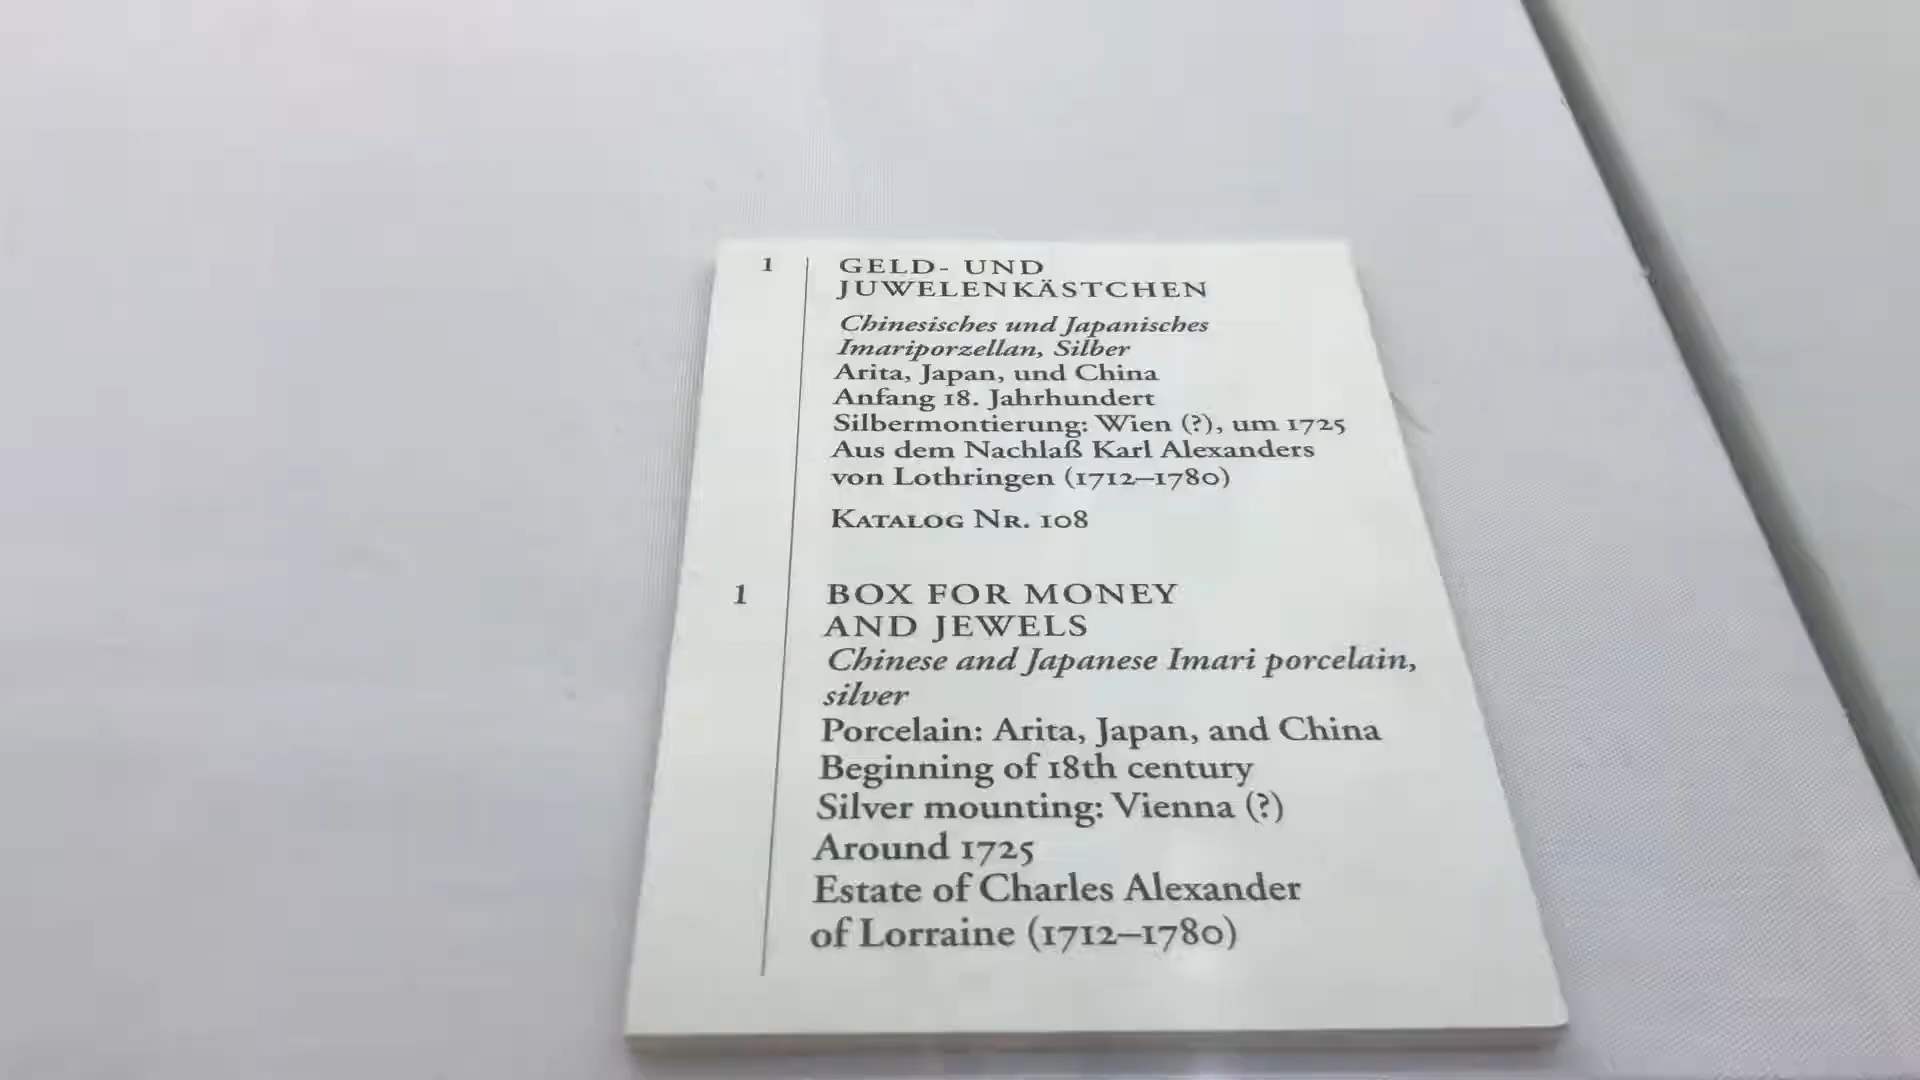 1 GELD- UND
JUWELENKÄSTCHEN
Chinesisches und Japanisches
Imariporzellan, Silber
Arita, Japan, und China
Anfang 18. Jahrhundert
Silbermontierung: Wien (?), um 1725
Aus dem Nachlaß Karl Alexanders
von Lothringen (1712–1780)
KATALOG NR. 108
1 BOX FOR MONEY
AND JEWELS
Chinese and Japanese Imari porcelain,
silver
Porcelain: Arita, Japan, and China
Beginning of 18th century
Silver mounting: Vienna (?)
Around 1725
Estate of Charles Alexander
of Lorraine (1712–1780)